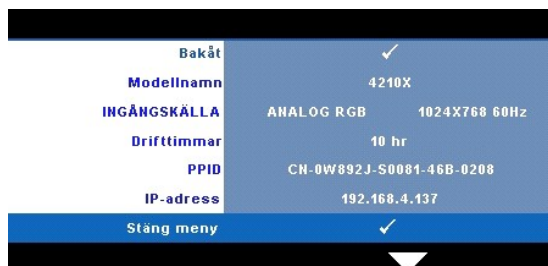 Bakåt
Modellnamn 4210X
INGÅNGSKÄLLA ANALOG RGB 1024X768 60Hz
Drifttimmar 10 hr
PPID CN-0W892J-S0081-46B-0208
IP-adress 192.168.4.137
Stäng meny